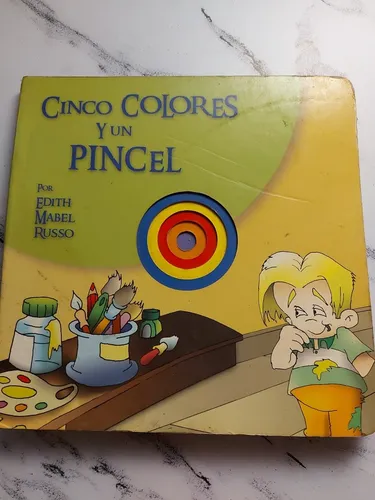 CINCO COLORES
Y UN
PINCEL
POR
EDITH
MABEL
RUSSO